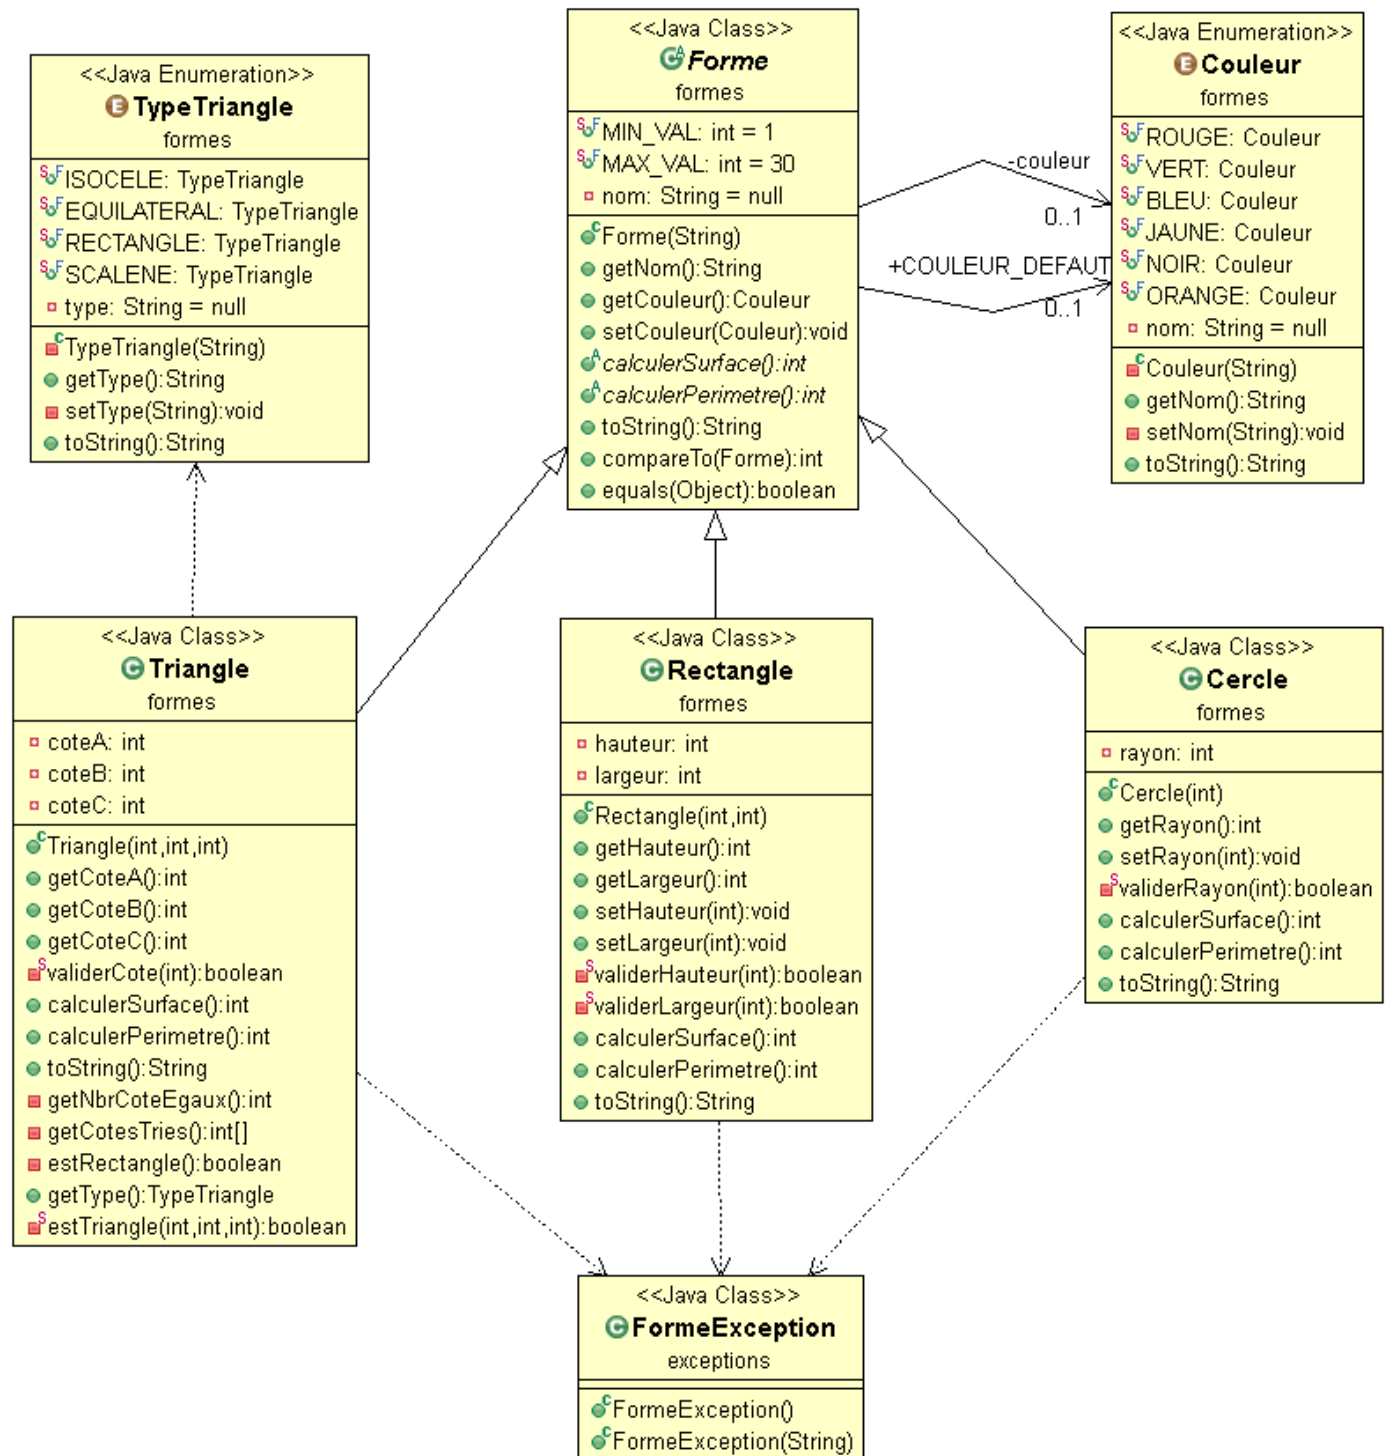 <<Java Enumeration>>
TypeTriangle
formes
ISOCELE: TypeTriangle
EQUILATERAL: TypeTriangle
RECTANGLE: TypeTriangle
SCALENE: TypeTriangle
type: String = null
TypeTriangle(String)
getType():String
setType(String):void
toString():String
<<Java Class>>
Forme
formes
MIN_VAL: int = 1
MAX_VAL: int = 30
nom: String = null
Forme(String)
getNom():String
getCouleur():Couleur
setCouleur(Couleur):void
calculerSurface():int
calculerPerimetre():int
toString():String
compareTo(Forme):int
equals(Object):boolean
-couleur
0..1
+COULEUR_DEFAUT
0..1
<<Java Enumeration>>
Couleur
formes
ROUGE: Couleur
VERT: Couleur
BLEU: Couleur
JAUNE: Couleur
NOIR: Couleur
ORANGE: Couleur
nom: String = null
Couleur(String)
getNom():String
setNom(String):void
toString():String
<<Java Class>>
Triangle
formes
coteA: int
coteB: int
coteC: int
Triangle(int,int,int)
getCoteA():int
getCoteB():int
getCoteC():int
validerCote(int):boolean
calculerSurface():int
calculerPerimetre():int
toString():String
getNbrCoteEgaux():int
getCotesTries():int[]
estRectangle():boolean
getType():TypeTriangle
estTriangle(int,int,int):boolean
<<Java Class>>
Rectangle
formes
hauteur: int
largeur: int
Rectangle(int,int)
getHauteur():int
getLargeur():int
setHauteur(int):void
setLargeur(int):void
validerHauteur(int):boolean
validerLargeur(int):boolean
calculerSurface():int
calculerPerimetre():int
toString():String
<<Java Class>>
Cercle
formes
rayon: int
Cercle(int)
getRayon():int
setRayon(int):void
validerRayon(int):boolean
calculerSurface():int
calculerPerimetre():int
toString():String
<<Java Class>>
FormeException
exceptions
FormeException()
FormeException(String)